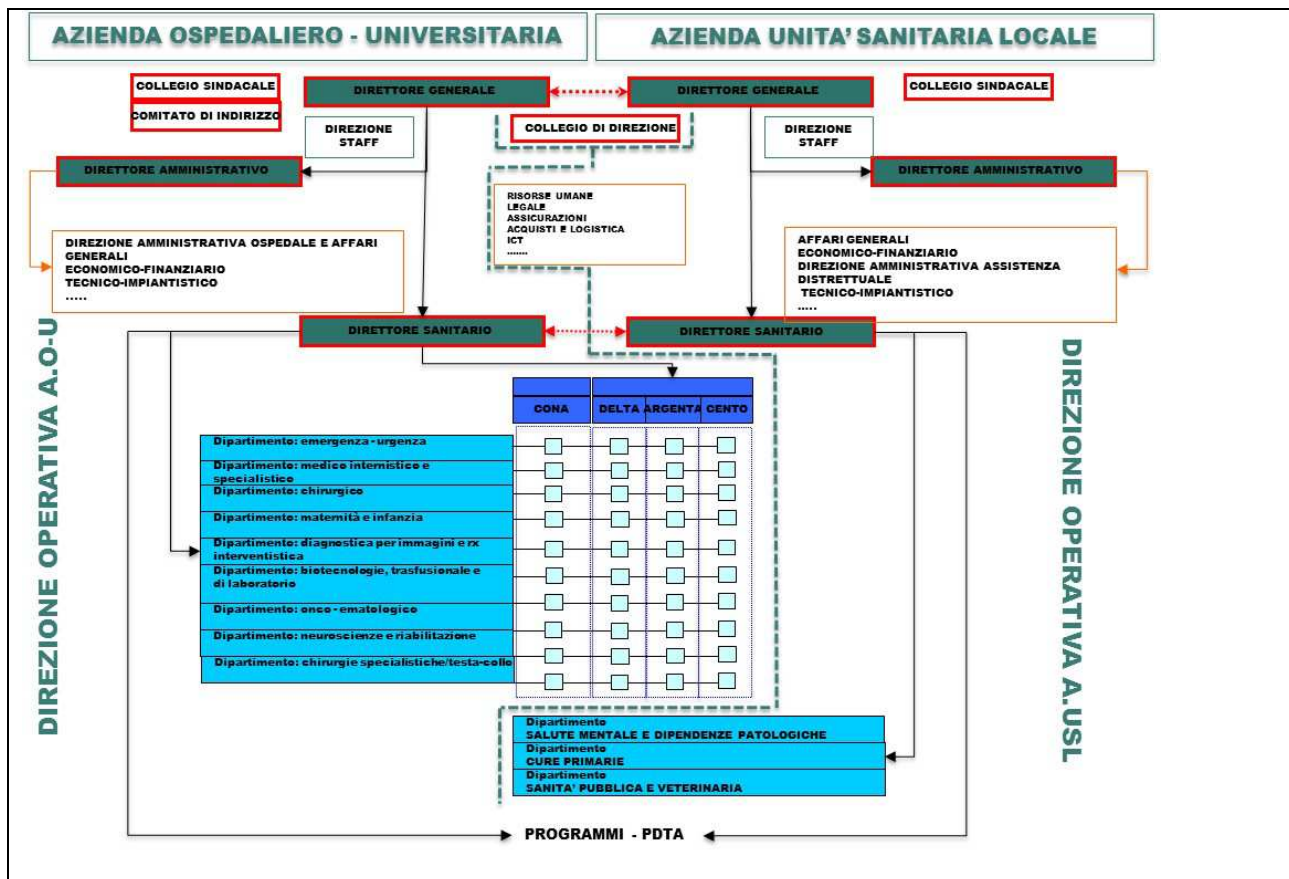 AZIENDA OSPEDALIERO - UNIVERSITARIA
AZIENDA UNITA' SANITARIA LOCALE
COLLEGIO SINDACALE
DIRETTORE GENERALE
DIRETTORE GENERALE
COLLEGIO SINDACALE
COMITATO DI INDIRIZZO
DIREZIONE
STAFF
COLLEGIO DI DIREZIONE
DIREZIONE
STAFF
DIRETTORE AMMINISTRATIVO
DIRETTORE AMMINISTRATIVO
RISORSE UMANE
LEGALE
ASSICURAZIONI
ACQUISTI E LOGISTICA
ICT
.......
DIREZIONE AMMINISTRATIVA OSPEDALE E AFFARI
GENERALI
ECONOMICO-FINANZIARIO
TECNICO-IMPIANTISTICO
.....
AFFARI GENERALI
ECONOMICO-FINANZIARIO
DIREZIONE AMMINISTRATIVA ASSISTENZA
DISTRETTUALE
TECNICO-IMPIANTISTICO
.....
DIRETTORE SANITARIO
DIRETTORE SANITARIO
DIREZIONE OPERATIVA A.O-U
DIREZIONE OPERATIVA A.USL
CONA
DELTA
ARGENTA
CENTO
Dipartimento: emergenza - urgenza
Dipartimento: medico internistico e
specialistico
Dipartimento: chirurgico
Dipartimento: maternità e infanzia
Dipartimento: diagnostica per immagini e rx
interventistica
Dipartimento: biotecnologie, trasfusionale e
di laboratorio
Dipartimento: onco - ematologico
Dipartimento: neuroscienze e riabilitazione
Dipartimento: chirurgie specialistiche/testa-collo
Dipartimento
SALUTE MENTALE E DIPENDENZE PATOLOGICHE
Dipartimento
CURE PRIMARIE
Dipartimento
SANITA' PUBBLICA E VETERINARIA
PROGRAMMI - PDTA